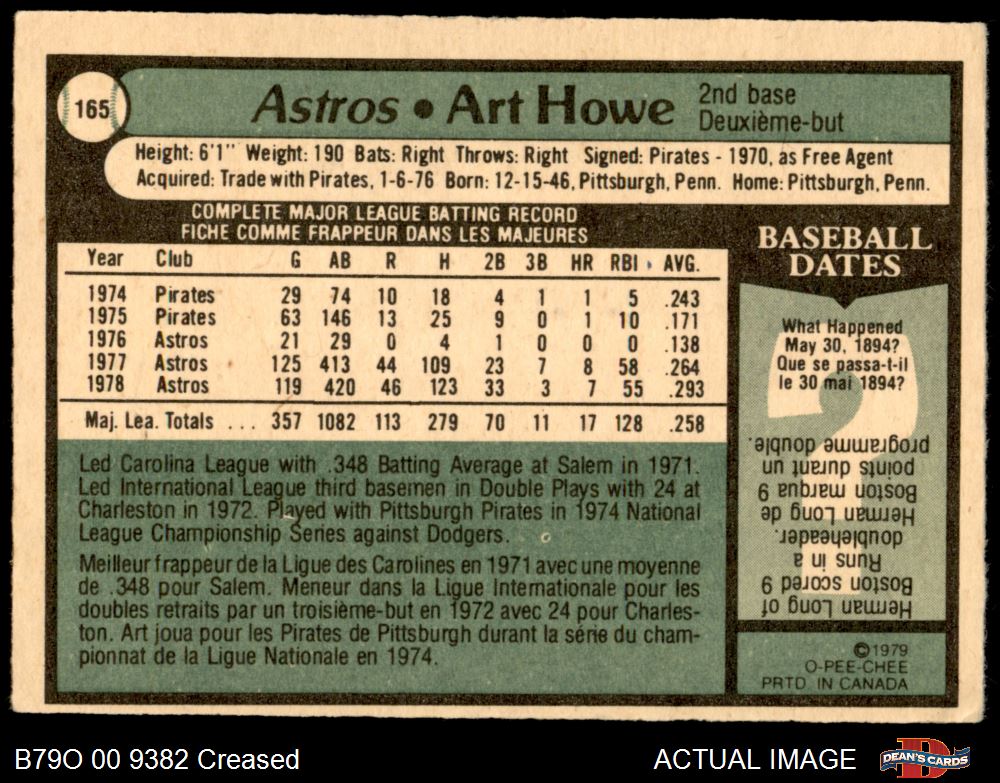 165
Astros • Art Howe
2nd base
Deuxième-but
Height: 6'1" Weight: 190 Bats: Right Throws: Right Signed: Pirates - 1970, as Free Agent
Acquired: Trade with Pirates, 1-6-76 Born: 12-15-46, Pittsburgh, Penn. Home: Pittsburgh, Penn.
COMPLETE MAJOR LEAGUE BATTING RECORD
FICHE COMME FRAPPEUR DANS LES MAJEURES
Year Club G AB R H 2B 3B HR RBI AVG.
1974 Pirates 29 74 10 18 4 1 1 5 .243
1975 Pirates 63 146 13 25 9 0 1 10 .171
1976 Astros 21 29 0 4 1 0 0 0 .138
1977 Astros 125 413 44 109 23 7 8 58 .264
1978 Astros 119 420 46 123 33 3 7 55 .293
Maj. Lea. Totals . . . 357 1082 113 279 70 11 17 128 .258
Led Carolina League with .348 Batting Average at Salem in 1971.
Led International League third basemen in Double Plays with 24 at
Charleston in 1972. Played with Pittsburgh Pirates in 1974 National
League Championship Series against Dodgers.
Meilleur frappeur de la Ligue des Carolines en 1971 avec une moyenne
de .348 pour Salem. Meneur dans la Ligue Internationale pour les
doubles retraits par un troisième-but en 1972 avec 24 pour Charles-
ton. Art joua pour les Pirates de Pittsburgh durant la série du cham-
pionnat de la Ligue Nationale en 1974.
BASEBALL
DATES
What Happened
May 30, 1894?
Que se passa-t-il
le 30 mai 1894?
Herman Long of
Boston scored 9
Runs in a
doubleheader.
Herman Long de
Boston marqua 9
points durant un
programme double.
©1979
O-PEE-CHEE
PRTD. IN CANADA
B79O 00 9382 Creased
ACTUAL IMAGE
D
DEAN'S CARDS